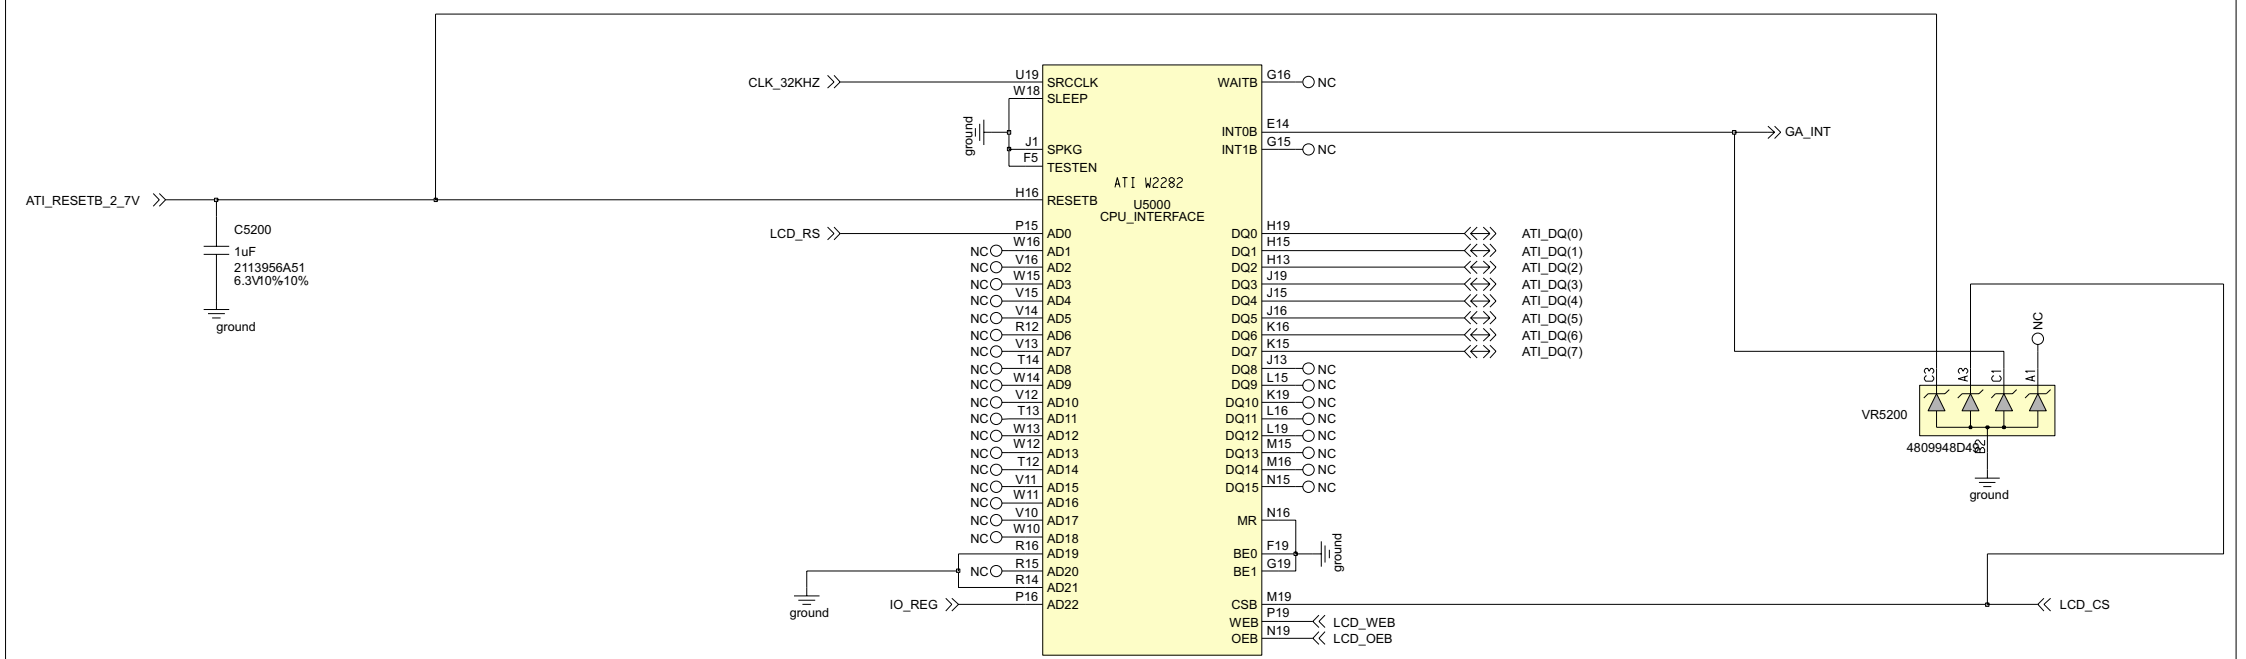 CLK_32KHZ
U19 SRCCLK
W18 SLEEP
ground
J1 SPKG
F5 TESTEN
ATI_RESETB_2_7V
H16 RESETB
C5200
1uF
2113956A51
6.3V10%-10%
ground
ATI W2282
U5000
CPU_INTERFACE
LCD_RS P15 AD0
NC W16 AD1
NC V16 AD2
NC W15 AD3
NC V15 AD4
NC V14 AD5
NC R12 AD6
NC V13 AD7
NC T14 AD8
NC W14 AD9
NC V12 AD10
NC T13 AD11
NC W13 AD12
NC W12 AD13
NC T12 AD14
NC V11 AD15
NC W11 AD16
NC V10 AD17
NC W10 AD18
R16 AD19
NC R15 AD20
R14 AD21
ground
IO_REG P16 AD22
WAITB G16 NC
INT0B E14 GA_INT
INT1B G15 NC
DQ0 H19 ATI_DQ(0)
DQ1 H15 ATI_DQ(1)
DQ2 H13 ATI_DQ(2)
DQ3 J19 ATI_DQ(3)
DQ4 J15 ATI_DQ(4)
DQ5 J16 ATI_DQ(5)
DQ6 K16 ATI_DQ(6)
DQ7 K15 ATI_DQ(7)
DQ8 J13 NC
DQ9 L15 NC
DQ10 K19 NC
DQ11 L16 NC
DQ12 L19 NC
DQ13 M15 NC
DQ14 M16 NC
DQ15 N15 NC
MR N16
BE0 F19
BE1 G19
ground
CSB M19 LCD_CS
WEB P19 LCD_WEB
OEB N19 LCD_OEB
NC
C3 A3 C1 A1
VR5200
B2
ground